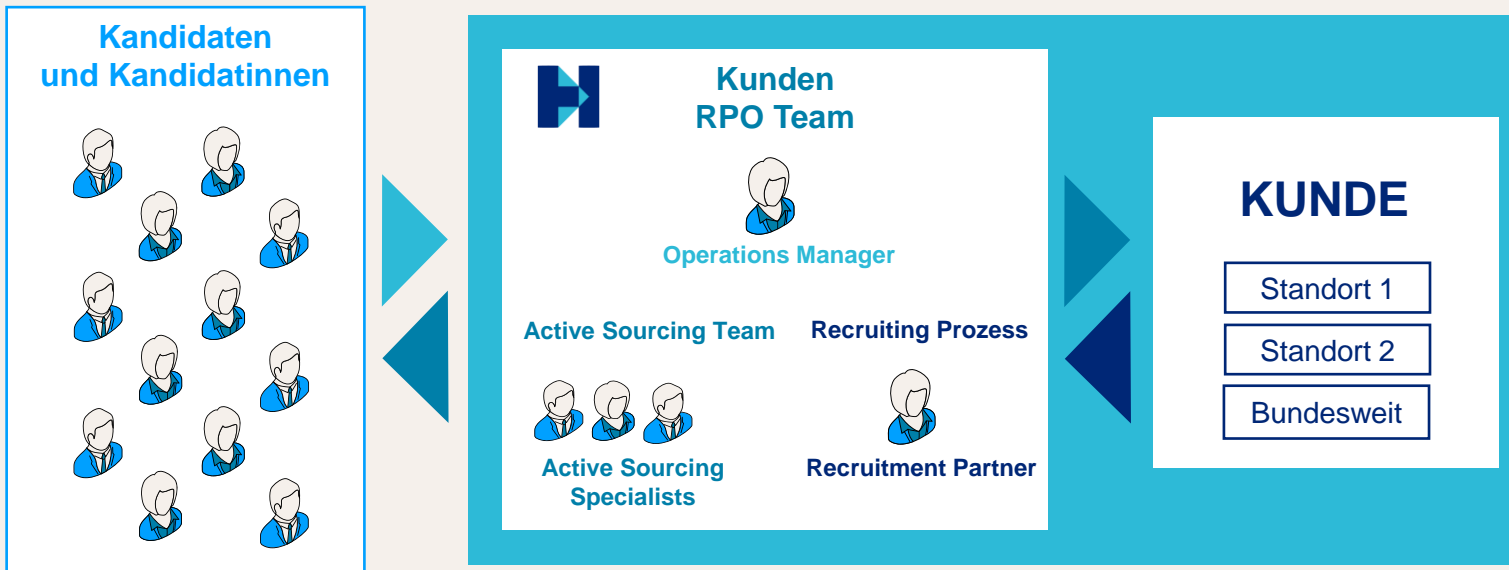 Kandidaten
und Kandidatinnen
Kunden
RPO Team
Operations Manager
Active Sourcing Team
Recruiting Prozess
Active Sourcing
Specialists
Recruitment Partner
KUNDE
Standort 1
Standort 2
Bundesweit